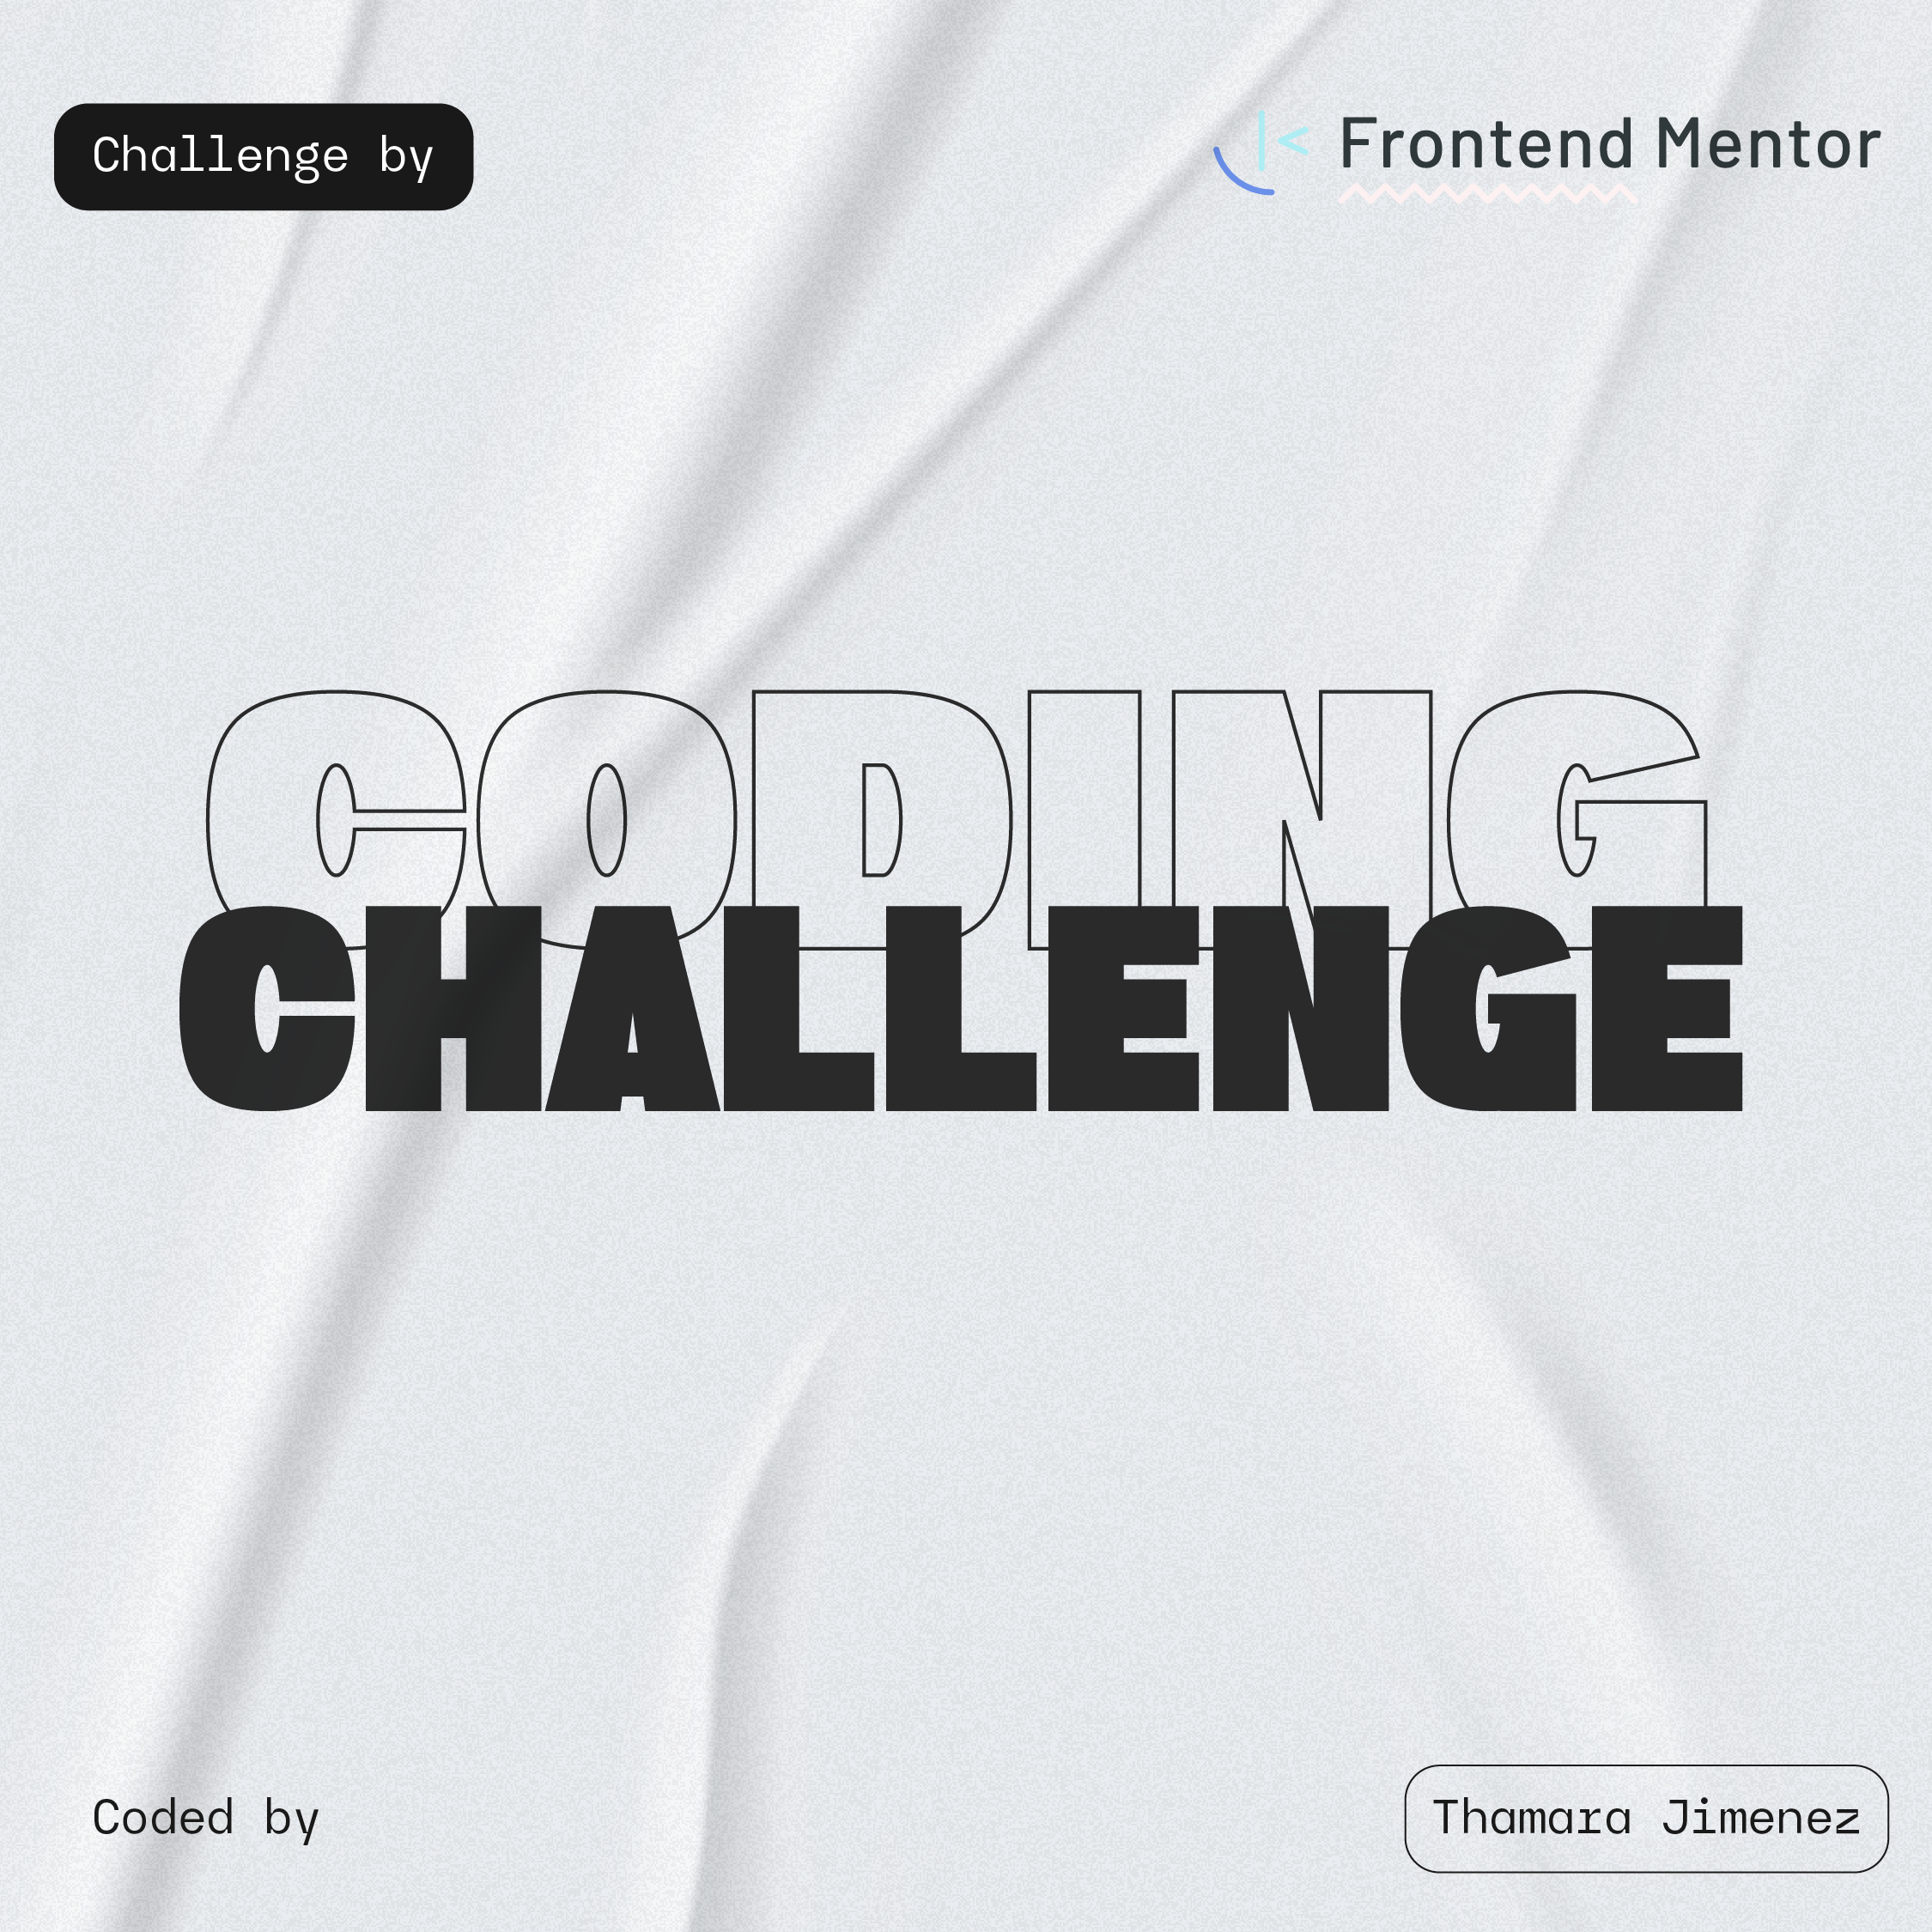 Challenge by
Frontend Mentor
CODING
CHALLENGE
Coded by
Thamara Jimenez